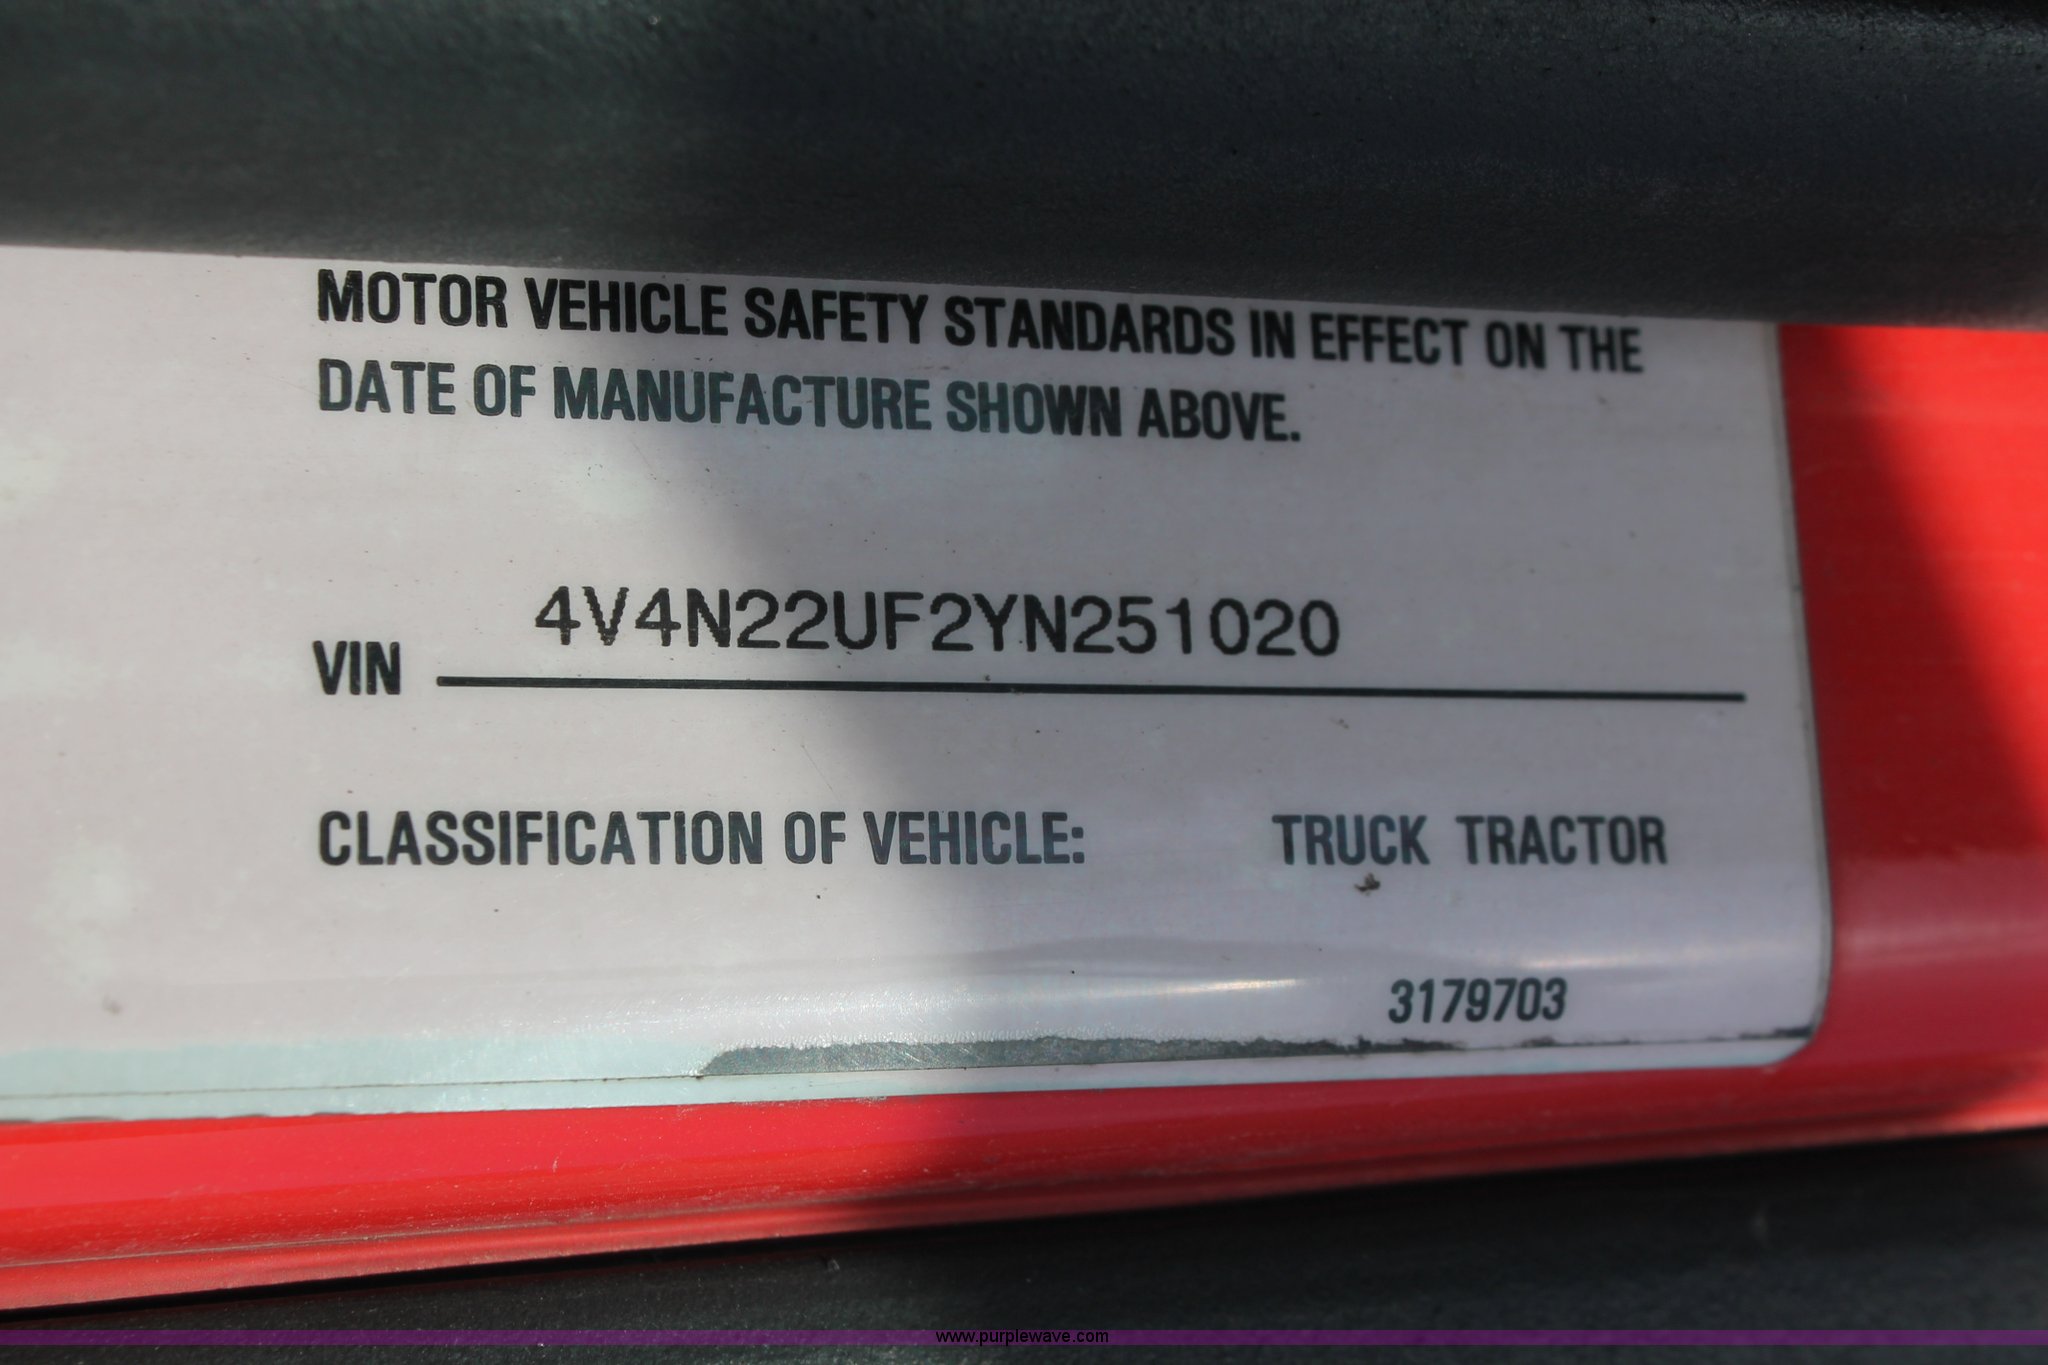 MOTOR VEHICLE SAFETY STANDARDS IN EFFECT ON THE
DATE OF MANUFACTURE SHOWN ABOVE.
VIN 4V4N22UF2YN251020
CLASSIFICATION OF VEHICLE: TRUCK TRACTOR
3179703
www.purplewave.com